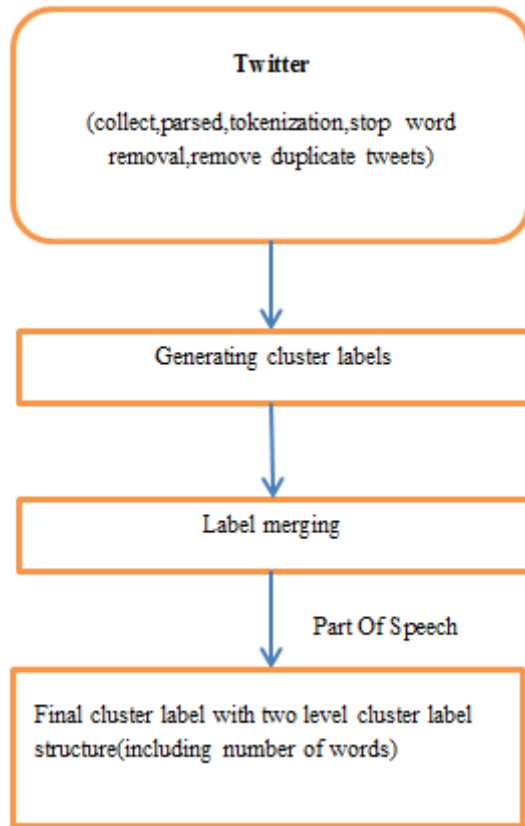 Twitter
(collect,parsed,tokenization,stop word
removal,remove duplicate tweets)
Generating cluster labels
Label merging
Part Of Speech
Final cluster label with two level cluster label
structure(including number of words)